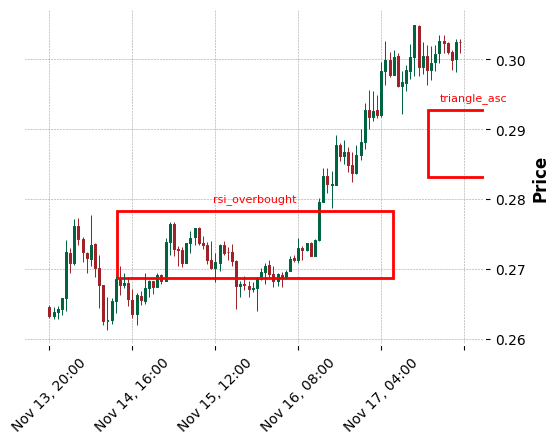 triangle_asc
rsi_overbought
0.30
0.29
0.28
0.27
0.26
Price
Nov 13, 20:00
Nov 14, 16:00
Nov 15, 12:00
Nov 16, 08:00
Nov 17, 04:00